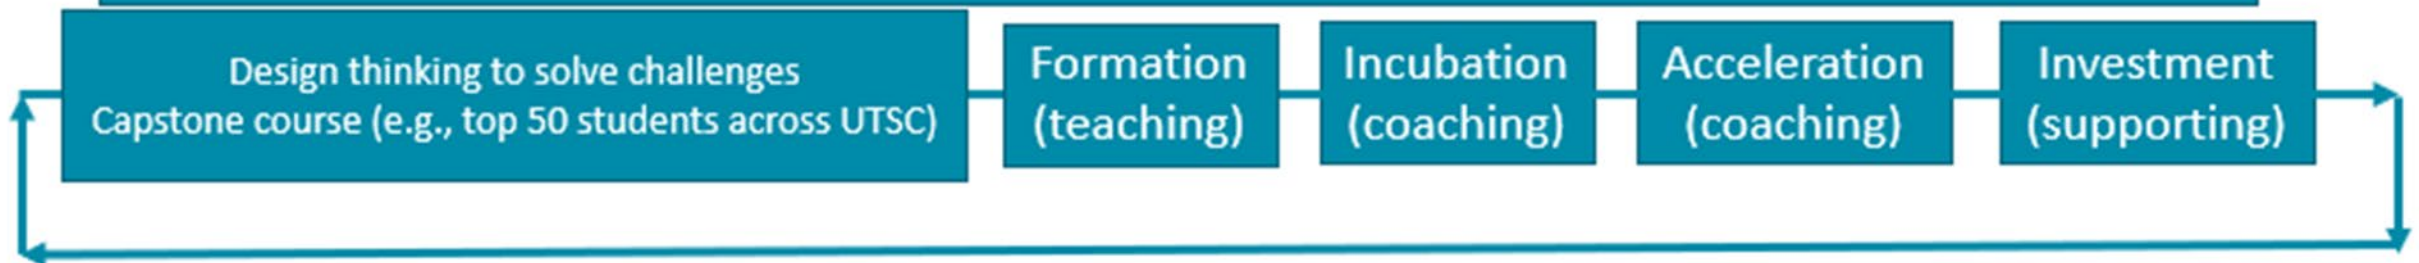 Design thinking to solve challenges
Capstone course (e.g., top 50 students across UTSC)
Formation
(teaching)
Incubation
(coaching)
Acceleration
(coaching)
Investment
(supporting)